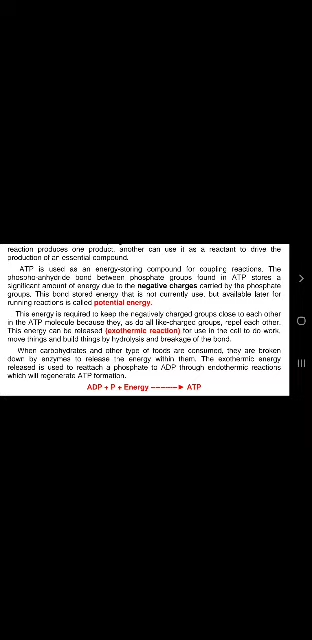 reaction produces one product, another can use it as a reactant to drive the
production of an essential compound.
ATP is used as an energy-storing compound for coupling reactions. The
phospho-anhydride bond between phosphate groups found in ATP stores a
significant amount of energy due to the negative charges carried by the phosphate
groups. This bond stored energy that is not currently use, but available later for
running reactions is called potential energy.
This energy is required to keep the negatively charged groups close to each other
in the ATP molecule because they, as do all like-charged groups, repel each other.
This energy can be released (exothermic reaction) for use in the cell to do work,
move things and build things by hydrolysis and breakage of the bond.
When carbohydrates and other type of foods are consumed, they are broken
down by enzymes to release the energy within them. The exothermic energy
released is used to reattach a phosphate to ADP through endothermic reactions
which will regenerate ATP formation.
ADP + P + Energy ----------► ATP